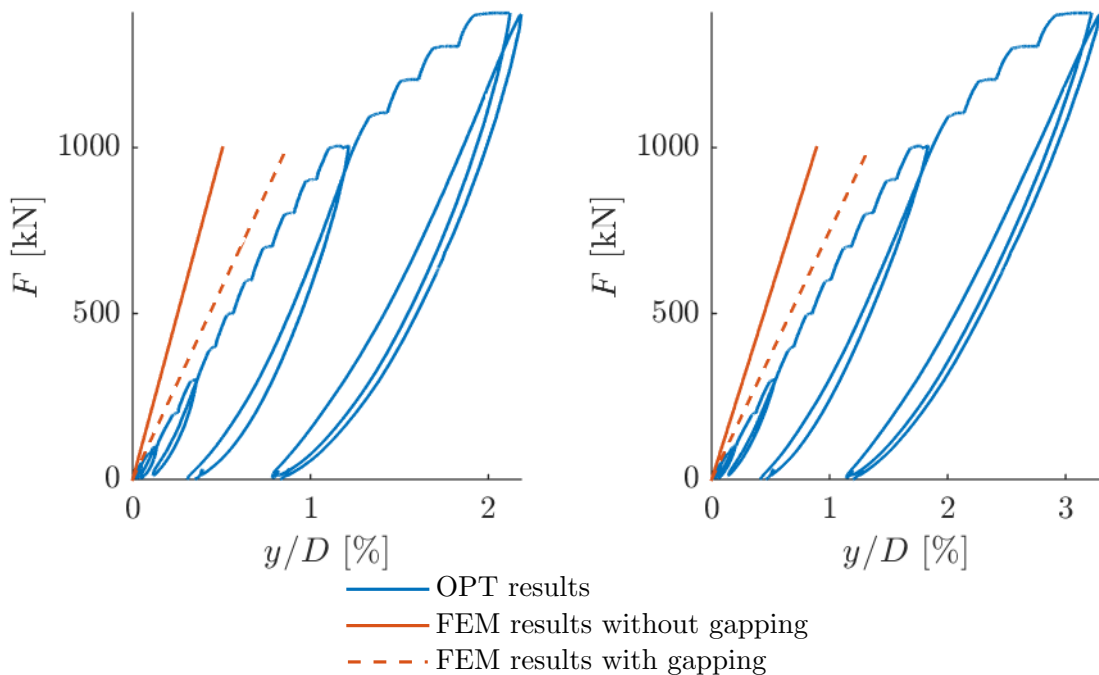 1000
500
0
F [kN]
0
1
2
y/D [%]
1000
500
0
F [kN]
0
1
2
3
y/D [%]
OPT results
FEM results without gapping
FEM results with gapping